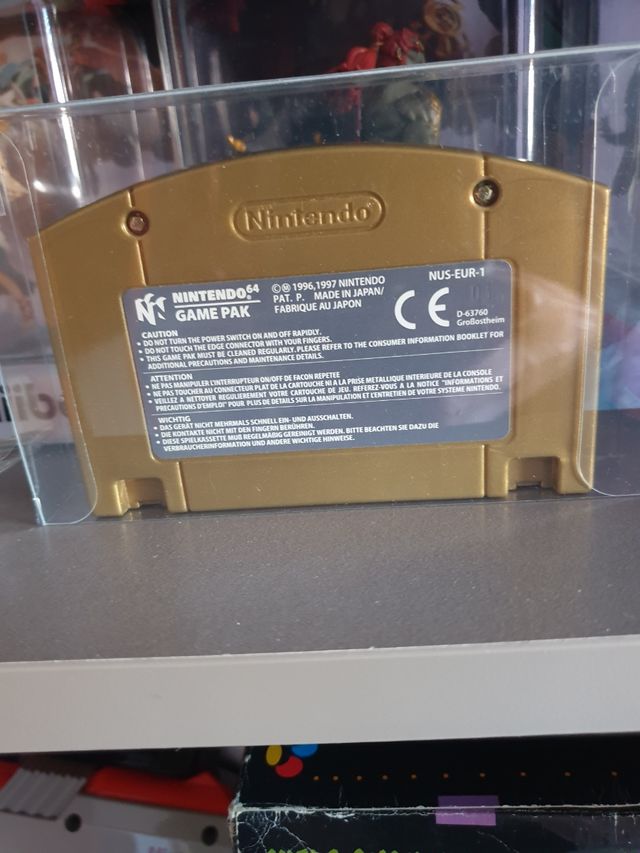 Nintendo
NINTENDO64
GAME PAK
©Ⓜ 1996,1997 NINTENDO
PAT. P. MADE IN JAPAN/
FABRIQUE AU JAPON
NUS-EUR-1
CE
D-63760
Großostheim
CAUTION
• DO NOT TURN THE POWER SWITCH ON AND OFF RAPIDLY.
• DO NOT TOUCH THE EDGE CONNECTOR WITH YOUR FINGERS.
• THIS GAME PAK MUST BE CLEANED REGULARLY. PLEASE REFER TO THE CONSUMER INFORMATION BOOKLET FOR
ADDITIONAL PRECAUTIONS AND MAINTENANCE DETAILS.
ATTENTION
• NE PAS MANIPULER L'INTERRUPTEUR ON/OFF DE FACON REPETEE
• NE PAS TOUCHER AU CONNECTEUR PLAT DE LA CARTOUCHE NI A LA PRISE METALLIQUE INTERIEURE DE LA CONSOLE
• VEILLEZ A NETTOYER REGULIEREMENT VOTRE CARTOUCHE DE JEU. REFEREZ-VOUS A LA NOTICE "INFORMATIONS ET
PRECAUTIONS D'EMPLOI" POUR PLUS DE DETAILS SUR LA MANIPULATION ET L'ENTRETIEN DE VOTRE SYSTEME NINTENDO.
WICHTIG
• DAS GERÄT NICHT MEHRMALS SCHNELL EIN- UND AUSSCHALTEN.
• DIE KONTAKTE NICHT MIT DEN FINGERN BERÜHREN.
• DIESE SPIELKASSETTE MUß REGELMÄßIG GEREINIGT WERDEN. BITTE BEACHTEN SIE DAZU DIE
VERBRAUCHERINFORMATION UND ANDERE WICHTIGE HINWEISE.